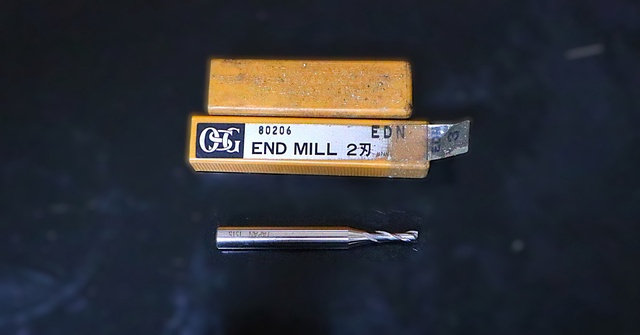 80206
EDN
OSG
END MILL 2刃